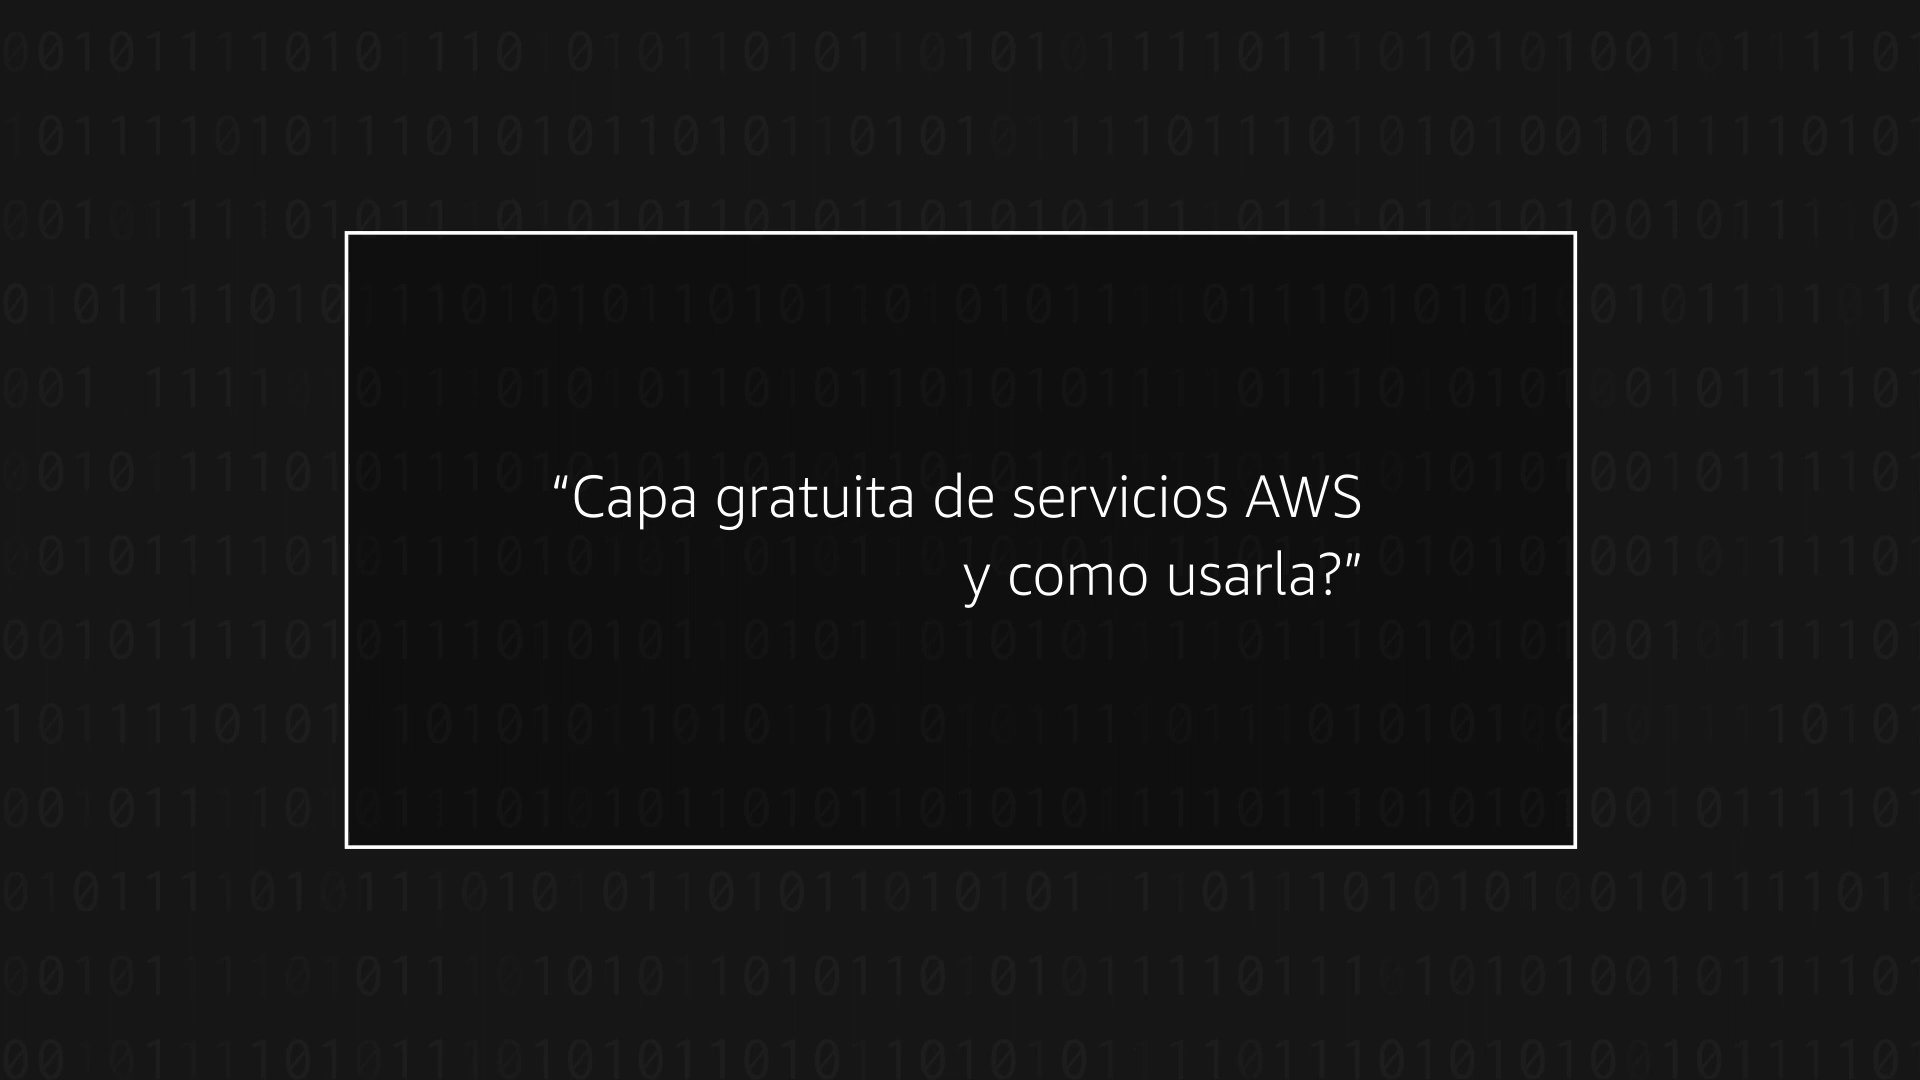 “Capa gratuita de servicios AWS
y como usarla?”